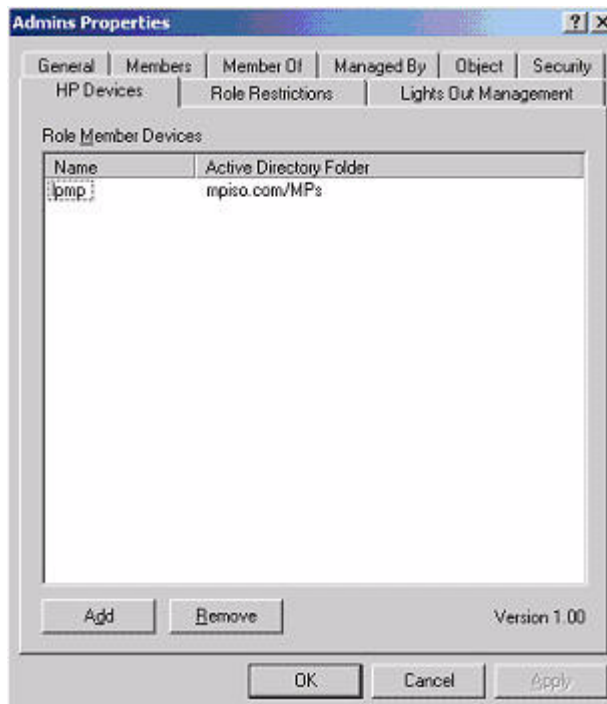 Admins Properties
General Members Member Of Managed By Object Security
HP Devices Role Restrictions Lights Out Management
Role Member Devices
Name Active Directory Folder
lpmp mpiso.com/MPs
Add Remove Version 1.00
OK Cancel Apply